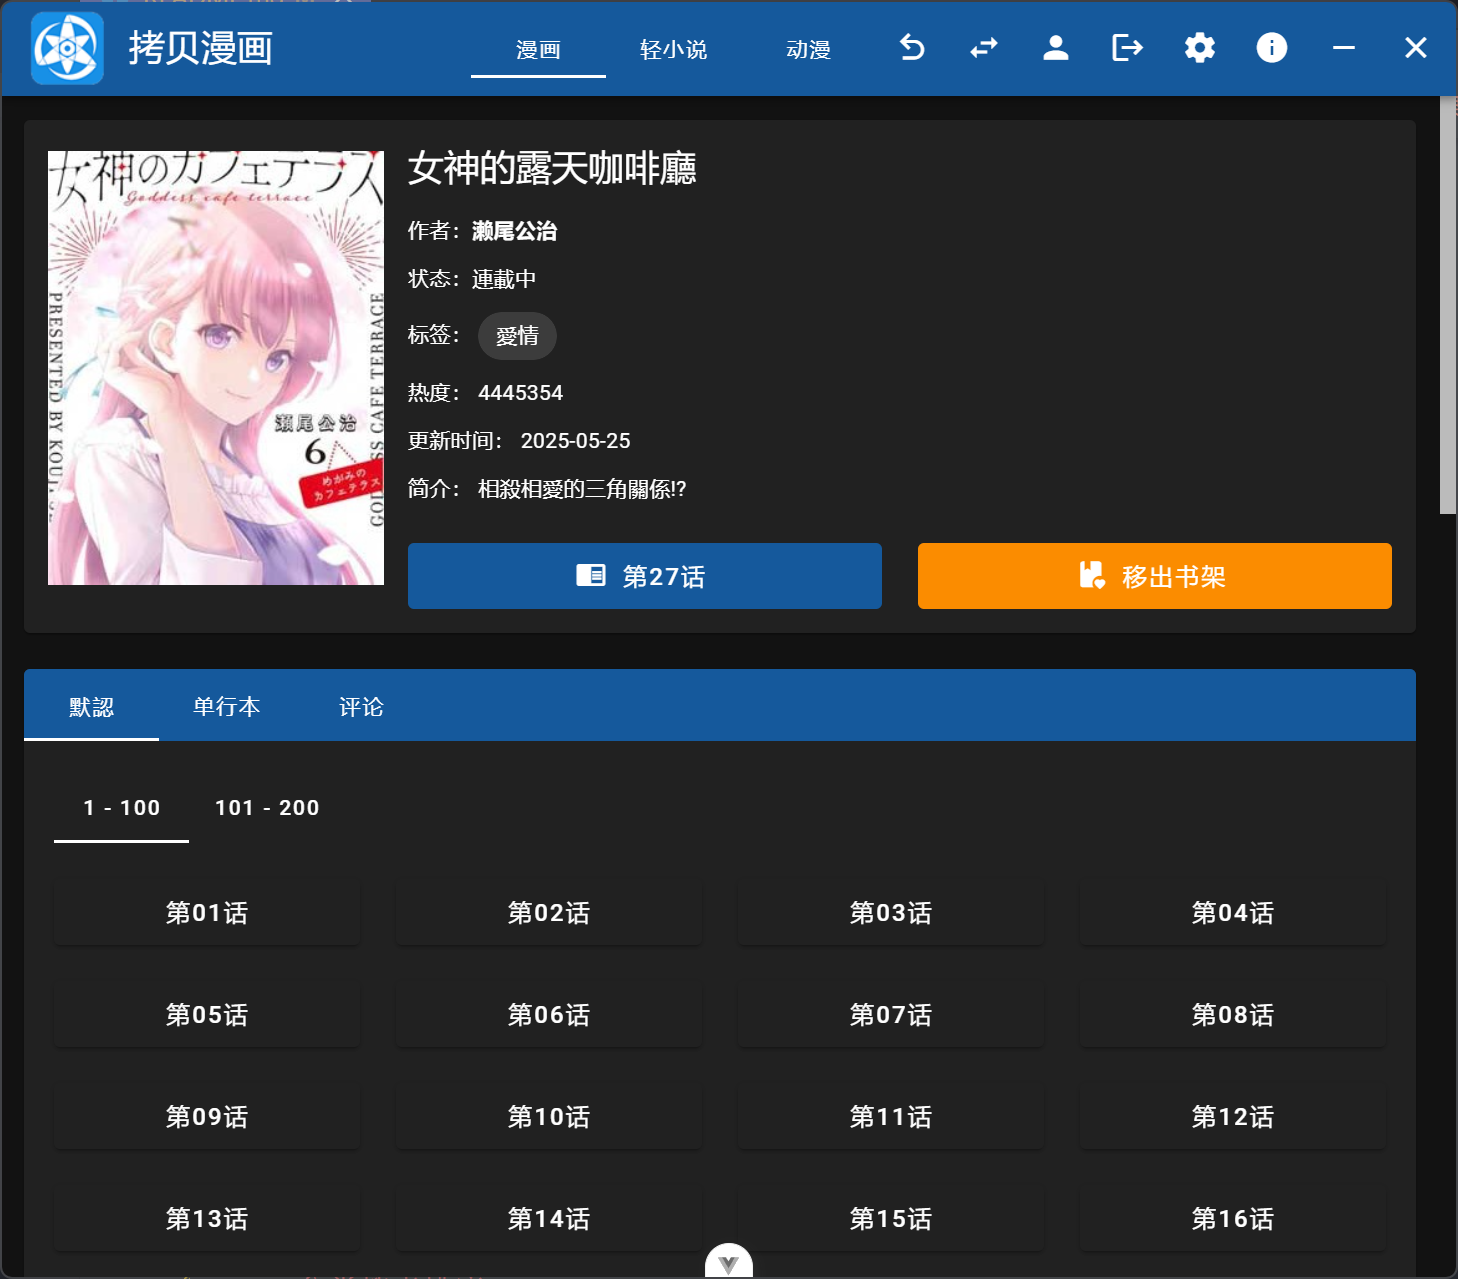 拷贝漫画
漫画 轻小说 动漫
女神のカフェテラス
Goddess cafe terrace
PRESENTED BY KOUJ
瀬尾公治
6
めがみの
カフェテラス
女神的露天咖啡廳
作者：瀨尾公治
状态：連載中
标签： 愛情
热度： 4445354
更新时间： 2025-05-25
简介： 相殺相愛的三角關係!?
第27话 移出书架
默認 单行本 评论
1 - 100 101 - 200
第01话 第02话 第03话 第04话
第05话 第06话 第07话 第08话
第09话 第10话 第11话 第12话
第13话 第14话 第15话 第16话